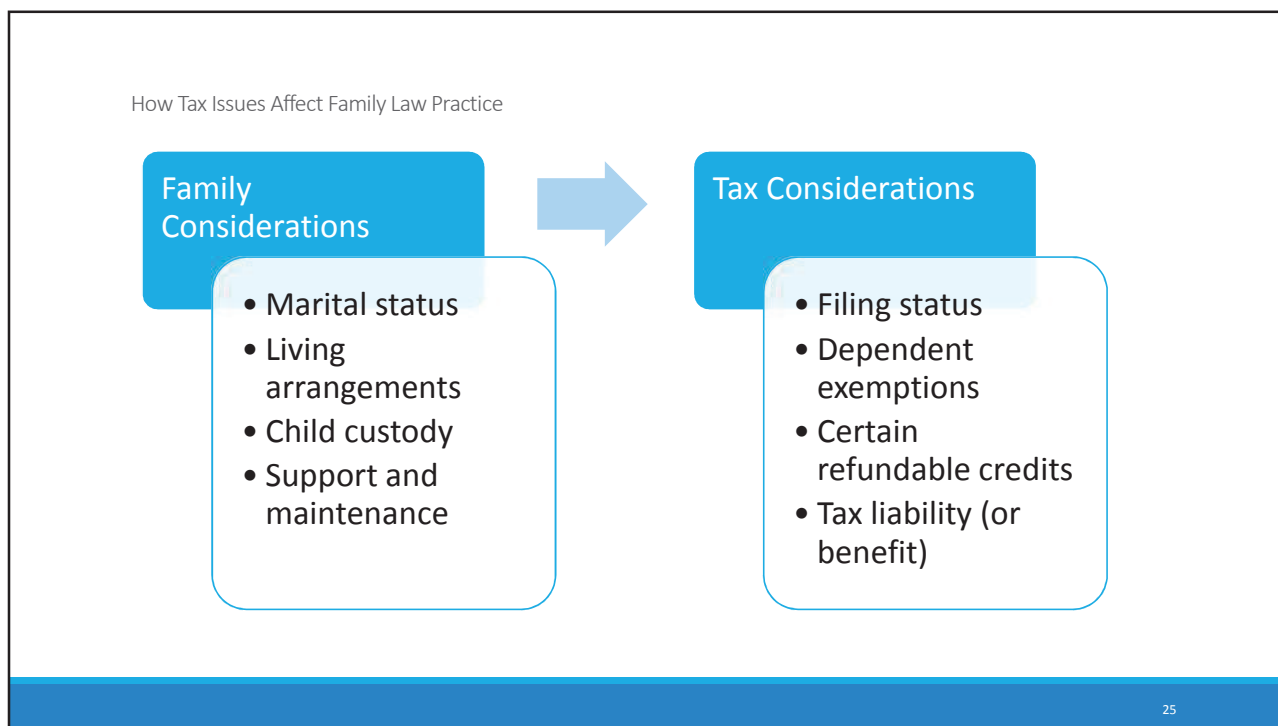 How Tax Issues Affect Family Law Practice
Family
Considerations
• Marital status
• Living
arrangements
• Child custody
• Support and
maintenance
Tax Considerations
• Filing status
• Dependent
exemptions
• Certain
refundable credits
• Tax liability (or
benefit)
25